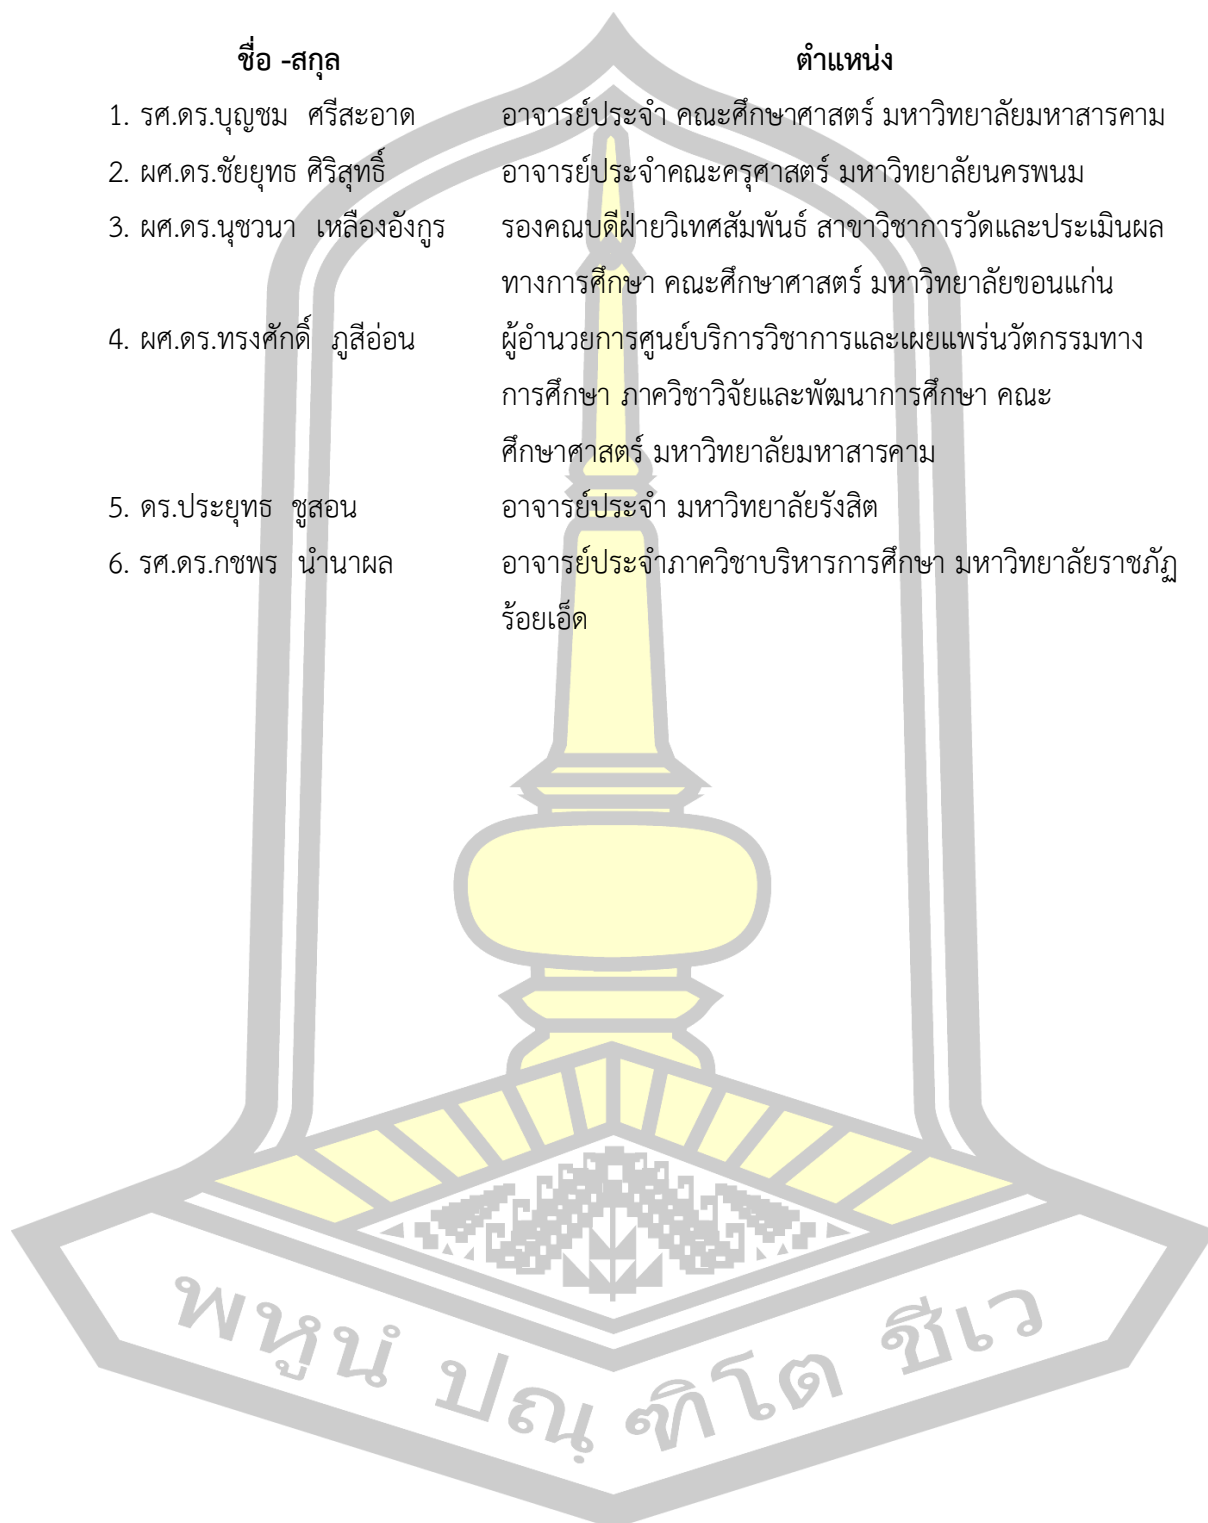 ชื่อ -สกุล ตำแหน่ง
1. รศ.ดร.บุญชม ศรีสะอาด อาจารย์ประจำ คณะศึกษาศาสตร์ มหาวิทยาลัยมหาสารคาม
2. ผศ.ดร.ชัยยุทธ ศิริสุทธิ์ อาจารย์ประจำคณะครุศาสตร์ มหาวิทยาลัยนครพนม
3. ผศ.ดร.นุชวนา เหลืองอังกูร รองคณบดีฝ่ายวิเทศสัมพันธ์ สาขาวิชาการวัดและประเมินผล
ทางการศึกษา คณะศึกษาศาสตร์ มหาวิทยาลัยขอนแก่น
4. ผศ.ดร.ทรงศักดิ์ ภูสีอ่อน ผู้อำนวยการศูนย์บริการวิชาการและเผยแพร่นวัตกรรมทาง
การศึกษา ภาควิชาวิจัยและพัฒนาการศึกษา คณะ
ศึกษาศาสตร์ มหาวิทยาลัยมหาสารคาม
5. ดร.ประยุทธ ชูสอน อาจารย์ประจำ มหาวิทยาลัยรังสิต
6. รศ.ดร.กชพร นำนาผล อาจารย์ประจำภาควิชาบริหารการศึกษา มหาวิทยาลัยราชภัฏ
ร้อยเอ็ด
พหูนํ ปณฺฑิโต ชีเว